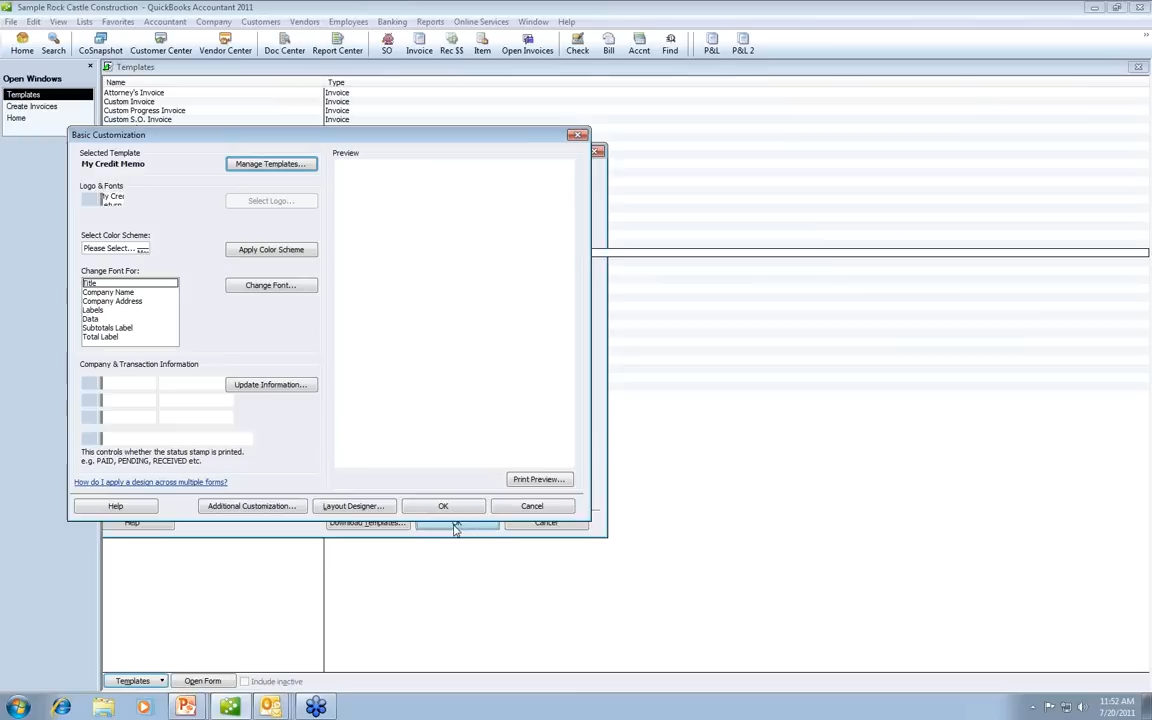 Sample Rock Castle Construction - QuickBooks Accountant 2011
File Edit View Lists Favorites Accountant Company Customers Vendors Employees Banking Reports Online Services Window Help
Home Search CoSnapshot Customer Center Vendor Center Doc Center Report Center SO Invoice Rec $$ Item Open Invoices Check Bill Accnt Find P&L P&L 2
Open Windows
Templates
Create Invoices
Home
Templates
Name Type
Attorney's Invoice Invoice
Custom Invoice Invoice
Custom Progress Invoice Invoice
Custom S.O. Invoice Invoice
Basic Customization
Selected Template
My Credit Memo
Manage Templates...
Preview
Logo & Fonts
Select Logo...
Select Color Scheme:
Please Select...
Apply Color Scheme
Change Font For:
Title
Company Name
Company Address
Labels
Data
Subtotals Label
Total Label
Change Font...
Company & Transaction Information
Update Information...
This controls whether the status stamp is printed.
e.g. PAID, PENDING, RECEIVED etc.
Print Preview...
How do I apply a design across multiple forms?
Help Additional Customization... Layout Designer... OK Cancel
Help Download Templates... OK Cancel
Templates Open Form Include inactive
11:52 AM
7/20/2011